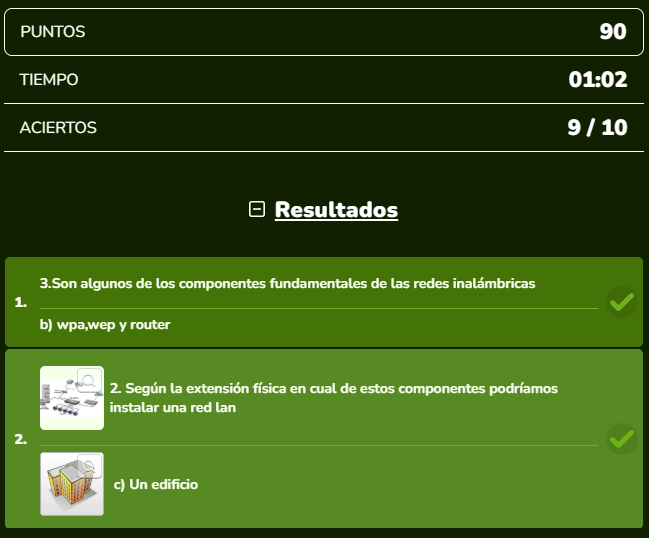 PUNTOS 90
TIEMPO 01:02
ACIERTOS 9 / 10
Resultados
1.
3.Son algunos de los componentes fundamentales de las redes inalámbricas
b) wpa,wep y router
2.
2. Según la extensión física en cual de estos componentes podríamos
instalar una red lan
c) Un edificio